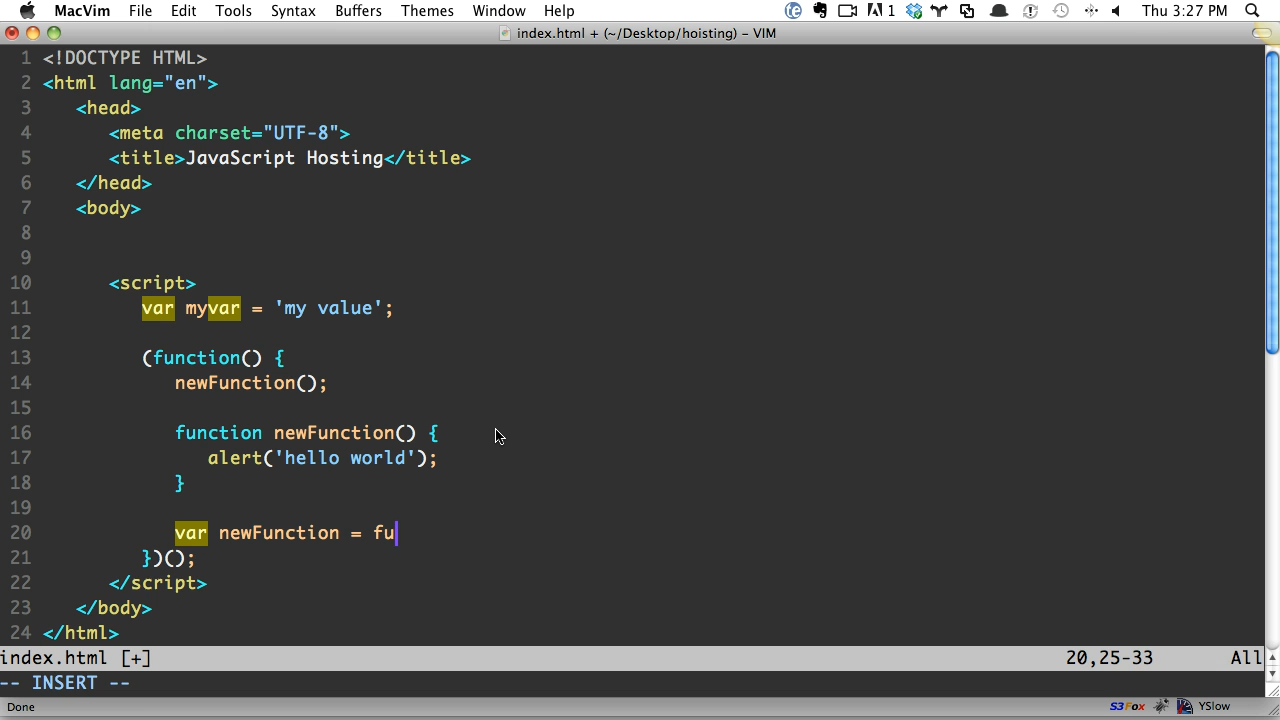 MacVim File Edit Tools Syntax Buffers Themes Window Help 1 Thu 3:27 PM
index.html + (~/Desktop/hoisting) – VIM
1 <!DOCTYPE HTML>
2 <html lang="en">
3 <head>
4 <meta charset="UTF-8">
5 <title>JavaScript Hosting</title>
6 </head>
7 <body>
8
9
10 <script>
11 var myvar = 'my value';
12
13 (function() {
14 newFunction();
15
16 function newFunction() {
17 alert('hello world');
18 }
19
20 var newFunction = fu
21 })();
22 </script>
23 </body>
24 </html>
index.html [+] 20,25-33 All
-- INSERT --
Done S3Fox YSlow